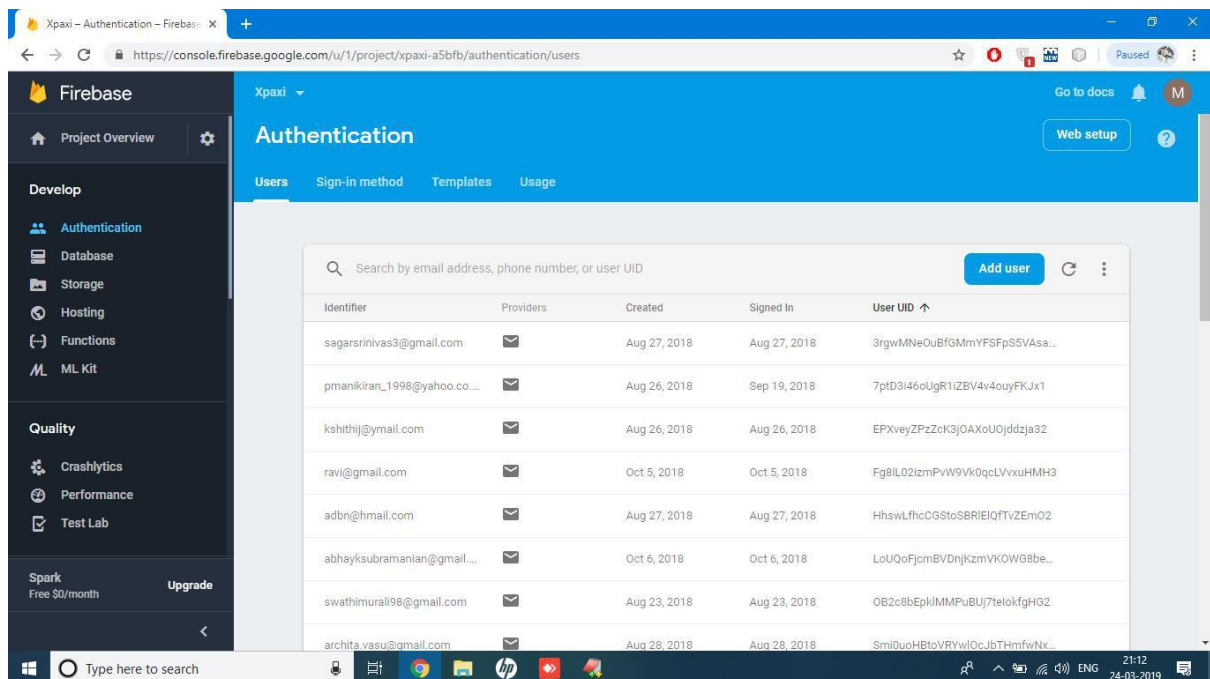 Xpaxi – Authentication – Firebase
https://console.firebase.google.com/u/1/project/xpaxi-a5bfb/authentication/users
1
NEW
Paused
Firebase
Xpaxi
Go to docs
M
Project Overview
Authentication
Web setup
Develop
Users Sign-in method Templates Usage
Authentication
Database
Storage
Hosting
Functions
ML Kit
Quality
Crashlytics
Performance
Test Lab
Spark
Free $0/month
Upgrade
Search by email address, phone number, or user UID
Add user
Identifier Providers Created Signed In User UID
sagarsrinivas3@gmail.com Aug 27, 2018 Aug 27, 2018 3rgwMNeOuBfGMmYFSFpS5VAsa...
pmanikiran_1998@yahoo.co.... Aug 26, 2018 Sep 19, 2018 7ptD3i46oUgR1iZBV4v4ouyFKJx1
kshithij@ymail.com Aug 26, 2018 Aug 26, 2018 EPXveyZPzZcK3jOAXoUOjddzja32
ravi@gmail.com Oct 5, 2018 Oct 5, 2018 Fg8lL02izmPvW9Vk0qcLVvxuHMH3
adbn@hmail.com Aug 27, 2018 Aug 27, 2018 HhswLfhcCGStoSBRlElQfTvZEmO2
abhayksubramanian@gmail.... Oct 6, 2018 Oct 6, 2018 LoUQoFjcmBVDnjKzmVKOWG8be...
swathimurali98@gmail.com Aug 23, 2018 Aug 23, 2018 OB2c8bEpklMMPuBUj7telokfgHG2
archita.vasu@gmail.com Aug 28, 2018 Aug 28, 2018 Smi0uoHBtoVRYwlOcJbTHmfwNx...
Type here to search
hp
ENG
21:12
24-03-2019